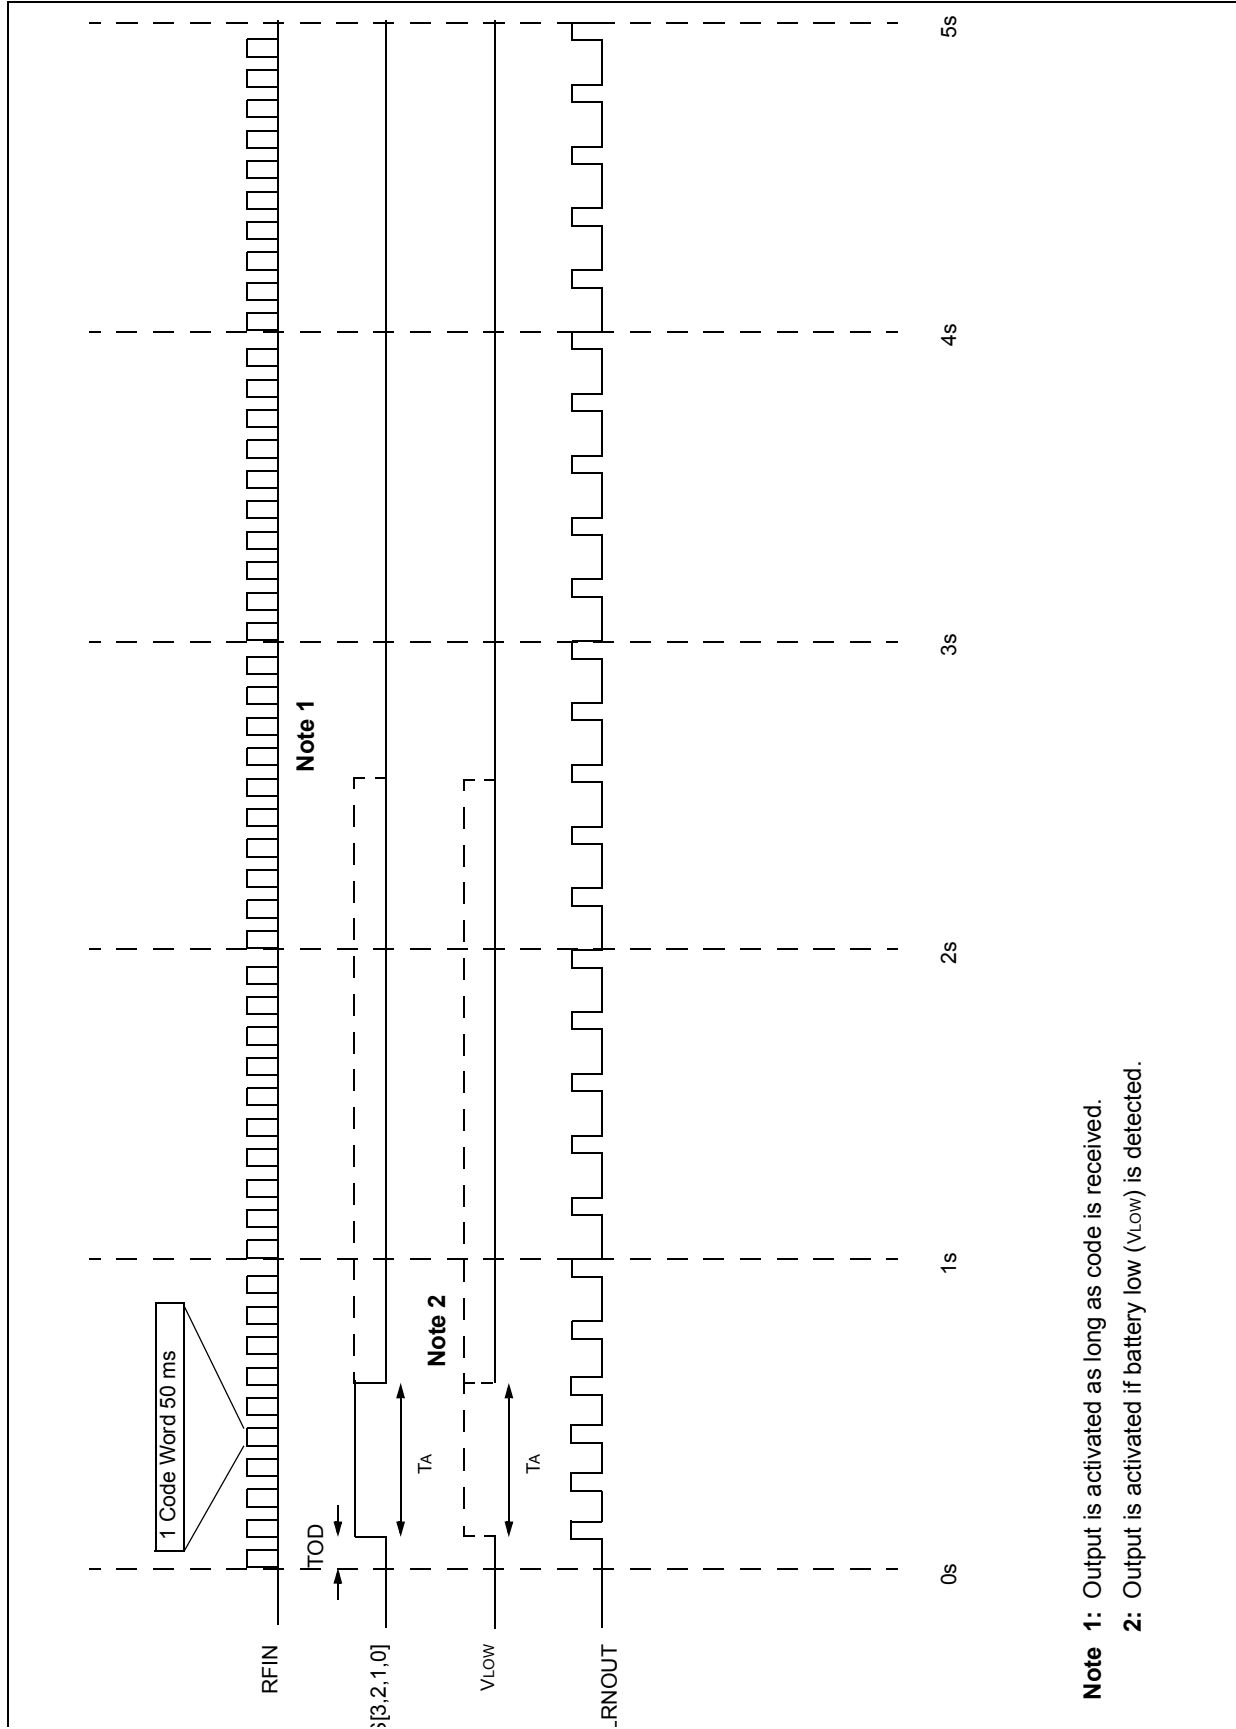 RFIN
1 Code Word 50 ms
TOD
Note 1
S[3,2,1,0]
TA
VLOW
Note 2
TA
LRNOUT
0s
1s
2s
3s
4s
5s
Note 1: Output is activated as long as code is received.
2: Output is activated if battery low (VLOW) is detected.